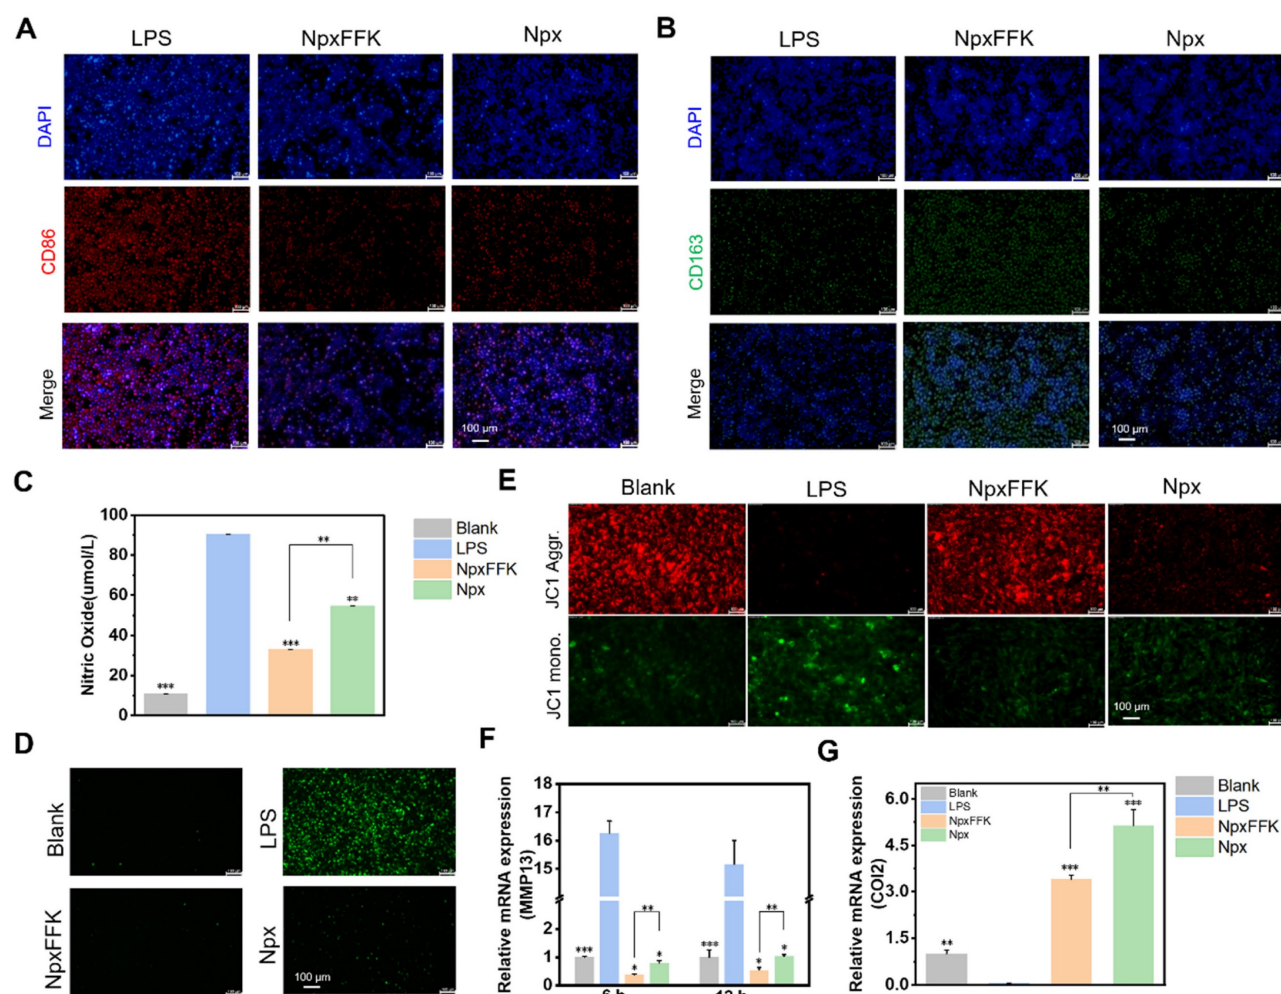 A
LPS
NpxFFK
Npx
DAPI
CD86
Merge
100 µm
B
LPS
NpxFFK
Npx
DAPI
CD163
Merge
100 µm
C
Nitric Oxide(umol/L)
90
60
40
20
0
***
***
**
**
Blank
LPS
NpxFFK
Npx
D
Blank
LPS
NpxFFK
Npx
100 µm
E
Blank
LPS
NpxFFK
Npx
JC1 Aggr.
JC1 mono.
100 µm
F
Relative mRNA expression
(MMP13)
18
17
16
15
2
1
0
***
*
**
*
***
*
**
*
G
Relative mRNA expression
(COI2)
6.0
4.5
3.0
1.5
0.0
Blank
LPS
NpxFFK
Npx
**
***
**
***
Blank
LPS
NpxFFK
Npx